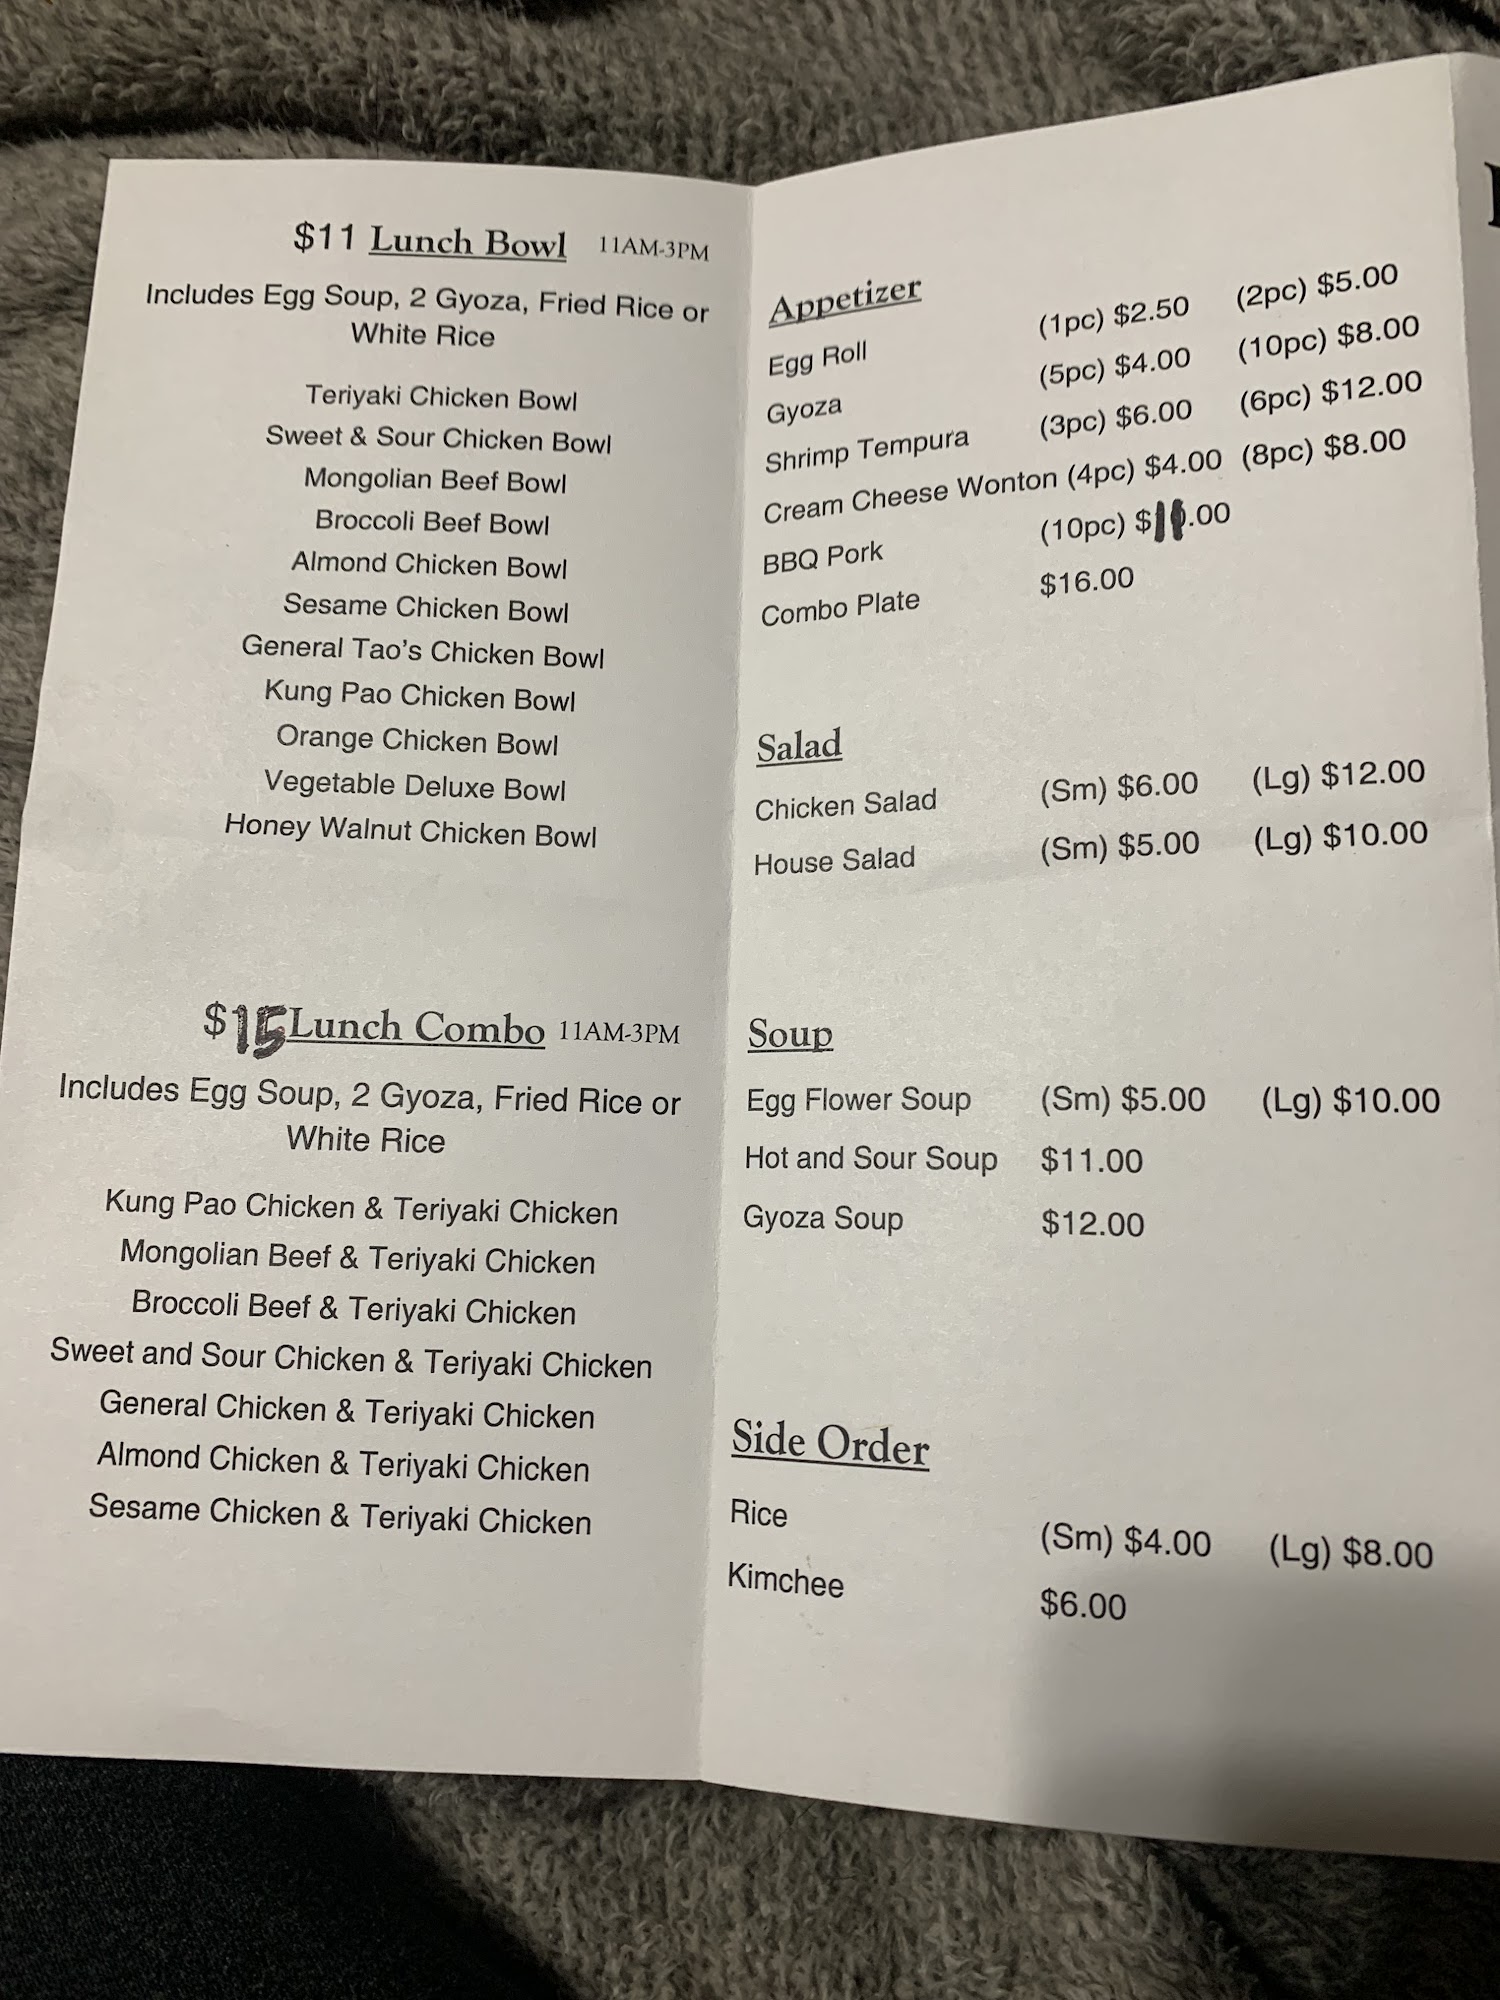 $11 Lunch Bowl 11AM-3PM
Includes Egg Soup, 2 Gyoza, Fried Rice or
White Rice
Teriyaki Chicken Bowl
Sweet & Sour Chicken Bowl
Mongolian Beef Bowl
Broccoli Beef Bowl
Almond Chicken Bowl
Sesame Chicken Bowl
General Tao's Chicken Bowl
Kung Pao Chicken Bowl
Orange Chicken Bowl
Vegetable Deluxe Bowl
Honey Walnut Chicken Bowl
$15 Lunch Combo 11AM-3PM
Includes Egg Soup, 2 Gyoza, Fried Rice or
White Rice
Kung Pao Chicken & Teriyaki Chicken
Mongolian Beef & Teriyaki Chicken
Broccoli Beef & Teriyaki Chicken
Sweet and Sour Chicken & Teriyaki Chicken
General Chicken & Teriyaki Chicken
Almond Chicken & Teriyaki Chicken
Sesame Chicken & Teriyaki Chicken
Appetizer
Egg Roll (1pc) $2.50 (2pc) $5.00
Gyoza (5pc) $4.00 (10pc) $8.00
Shrimp Tempura (3pc) $6.00 (6pc) $12.00
Cream Cheese Wonton (4pc) $4.00 (8pc) $8.00
BBQ Pork (10pc)
Combo Plate $16.00
Salad
Chicken Salad (Sm) $6.00 (Lg) $12.00
House Salad (Sm) $5.00 (Lg) $10.00
Soup
Egg Flower Soup (Sm) $5.00 (Lg) $10.00
Hot and Sour Soup $11.00
Gyoza Soup $12.00
Side Order
Rice (Sm) $4.00 (Lg) $8.00
Kimchee $6.00